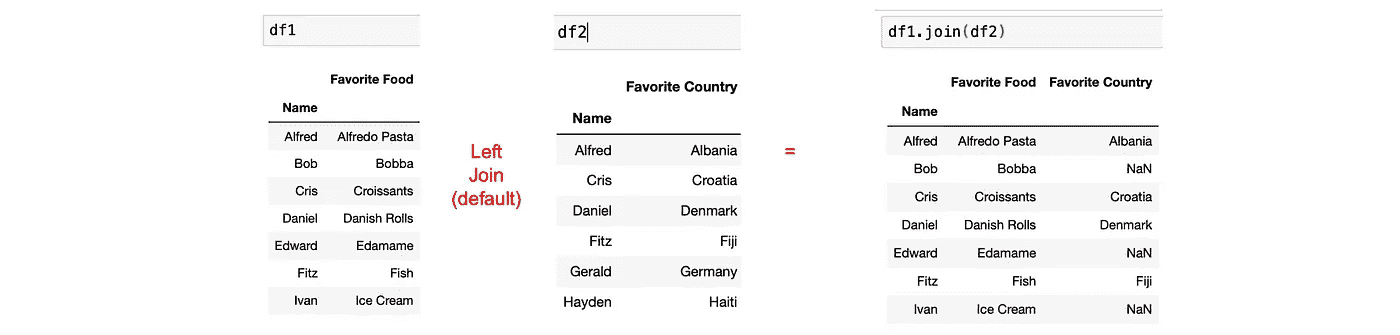 df1
Favorite Food
Name
Alfred Alfredo Pasta
Bob Bobba
Cris Croissants
Daniel Danish Rolls
Edward Edamame
Fitz Fish
Ivan Ice Cream
Left
Join
(default)
df2
Favorite Country
Name
Alfred Albania
Cris Croatia
Daniel Denmark
Fitz Fiji
Gerald Germany
Hayden Haiti
=
df1.join(df2)
Favorite Food Favorite Country
Name
Alfred Alfredo Pasta Albania
Bob Bobba NaN
Cris Croissants Croatia
Daniel Danish Rolls Denmark
Edward Edamame NaN
Fitz Fish Fiji
Ivan Ice Cream NaN